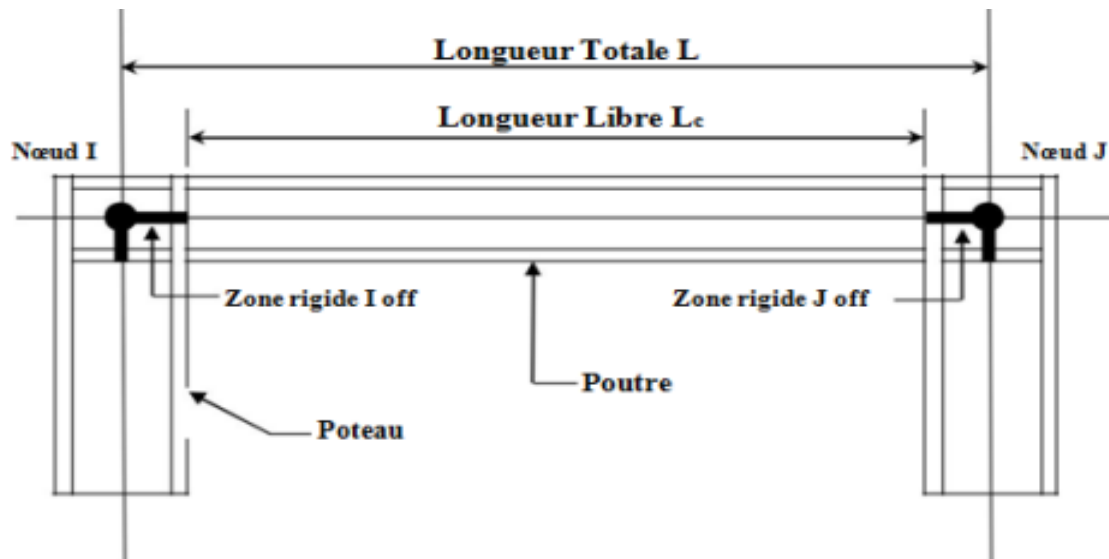 Longueur Totale L
Longueur Libre Lc
Nœud I
Nœud J
Zone rigide I off
Zone rigide J off
Poutre
Poteau